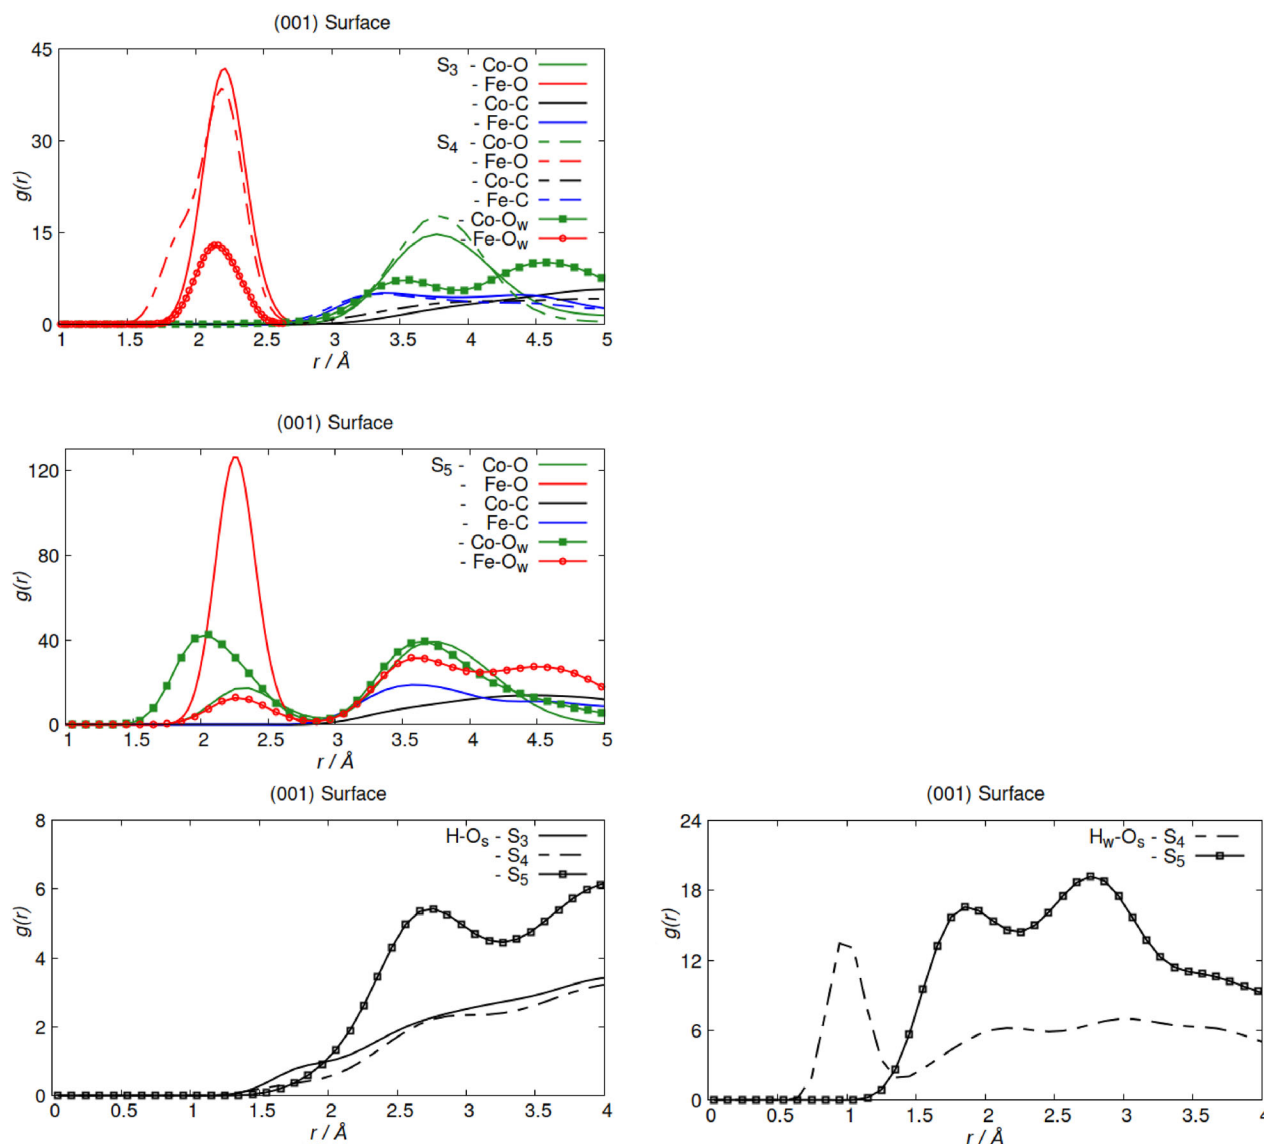 (001) Surface
45
30
15
0
g(r)
S3 - Co-O
- Fe-O
- Co-C
- Fe-C
S4 - Co-O
- Fe-O
- Co-C
- Fe-C
- Co-Ow
- Fe-Ow
1 1.5 2 2.5 3 3.5 4 4.5 5
r / Å
(001) Surface
120
80
40
0
g(r)
S5 - Co-O
- Fe-O
- Co-C
- Fe-C
- Co-Ow
- Fe-Ow
1 1.5 2 2.5 3 3.5 4 4.5 5
r / Å
(001) Surface
8
6
4
2
0
g(r)
H-Os - S3
- S4
- S5
0 0.5 1 1.5 2 2.5 3 3.5 4
r / Å
(001) Surface
24
18
12
6
0
g(r)
Hw-Os - S4
- S5
0 0.5 1 1.5 2 2.5 3 3.5 4
r / Å